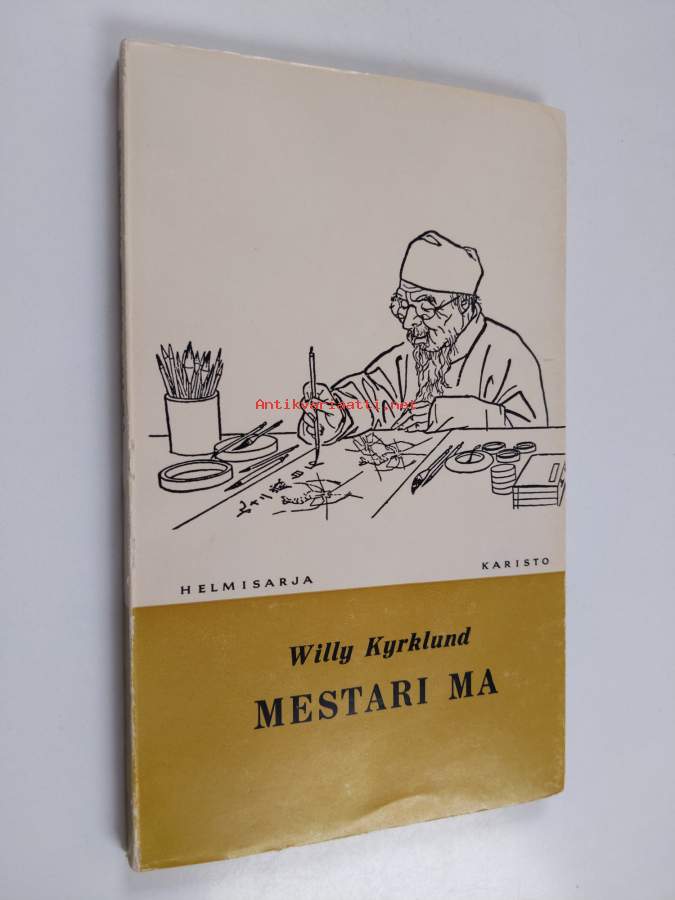 Antikvariaatti.net
HELMISARJA
KARISTO
Willy Kyrklund
MESTARI MA